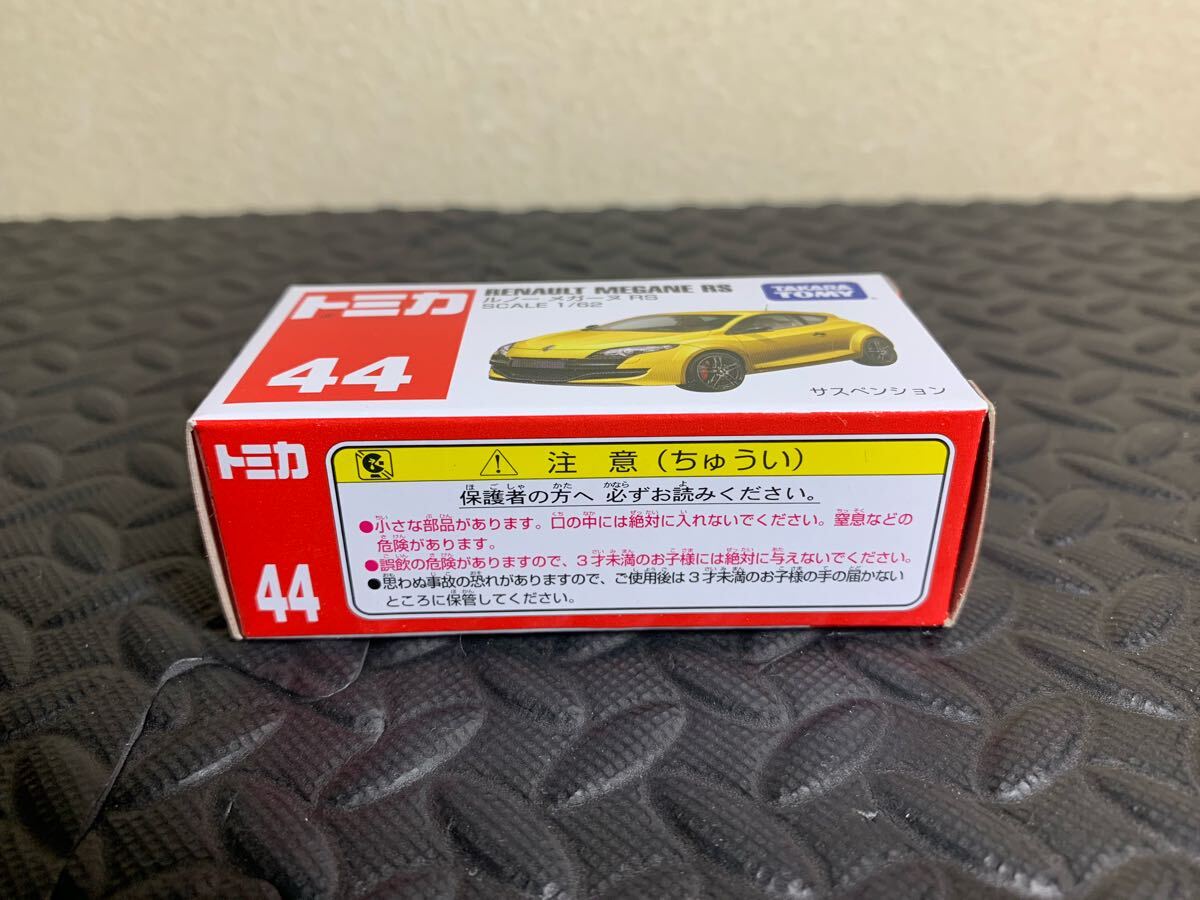 トミカ
44
RENAULT MEGANE RS
ルノー メガーヌ RS
SCALE 1/62
TAKARA
TOMY
サスペンション
トミカ
44
注 意（ちゅうい）
保護者の方へ 必ずお読みください。
●小さな部品があります。口の中には絶対に入れないでください。窒息などの
危険があります。
●誤飲の危険がありますので、３才未満のお子様には絶対に与えないでください。
●思わぬ事故の恐れがありますので、ご使用後は３才未満のお子様の手の届かない
ところに保管してください。